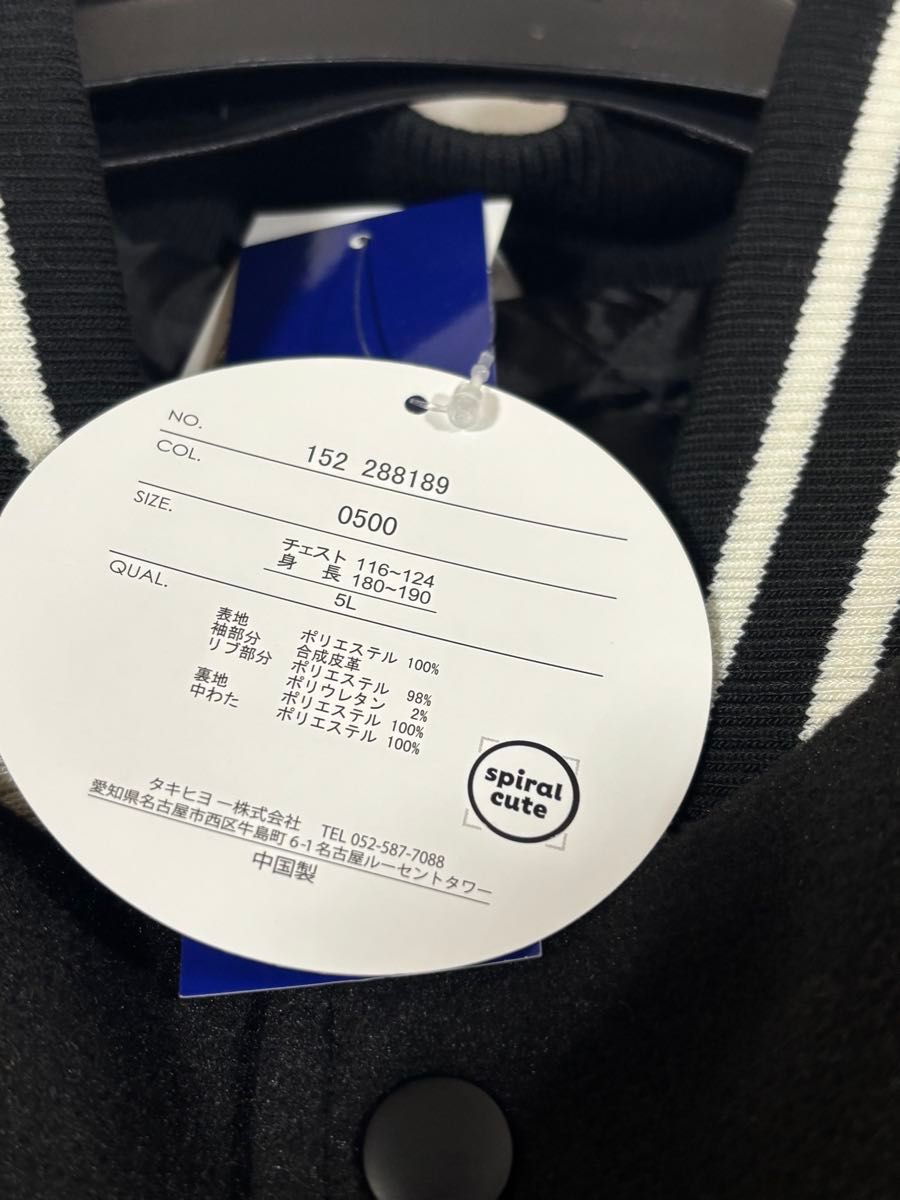 NO.
152 288189
COL.
0500
SIZE.
チェスト 116~124
身 長 180~190
5L
QUAL.
表地 ポリエステル 100%
袖部分 合成皮革
リブ部分 ポリエステル 98%
ポリウレタン 2%
裏地 ポリエステル 100%
中わた ポリエステル 100%
spiral
cute
タキヒヨー株式会社 TEL 052-587-7088
愛知県名古屋市西区牛島町6-1名古屋ルーセントタワー
中国製